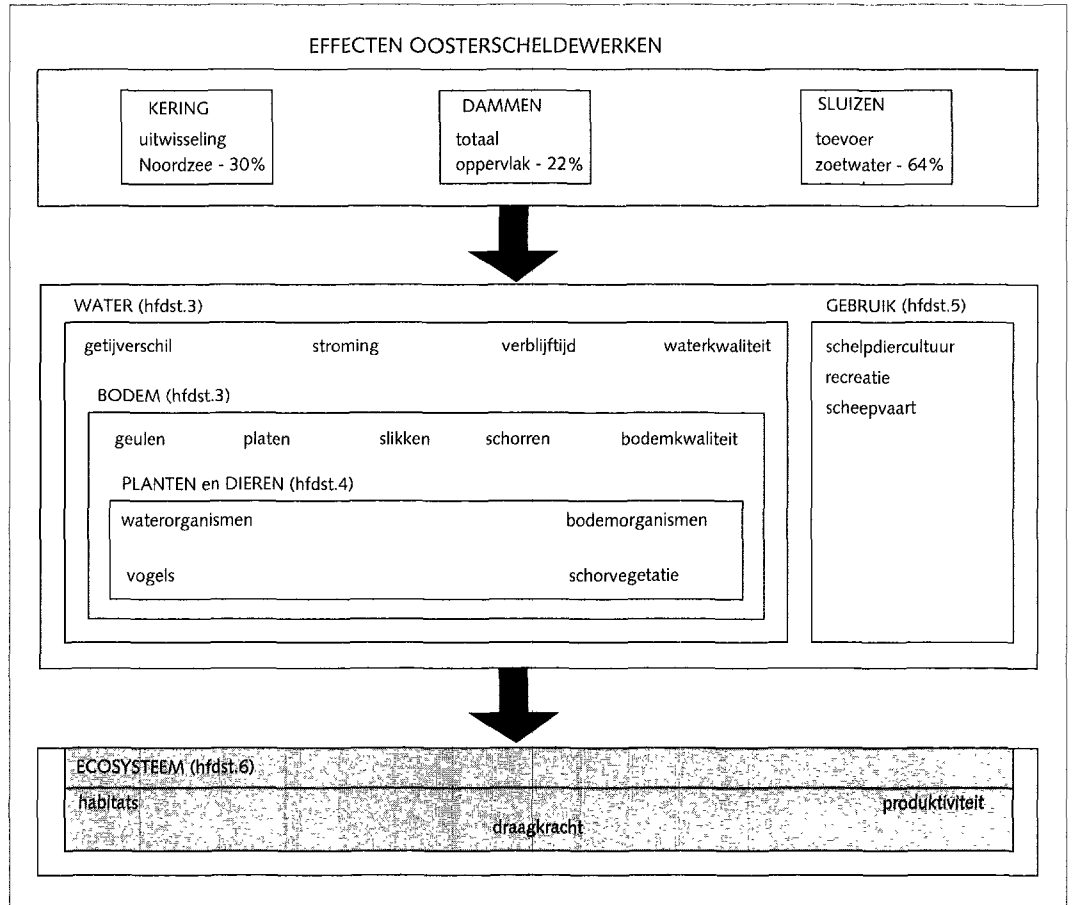 EFFECTEN OOSTERSCHELDEWERKEN
KERING
uitwisseling
Noordzee - 30%
DAMMEN
totaal
oppervlak - 22%
SLUIZEN
toevoer
zoetwater - 64%
WATER (hfdst.3)
getijverschil stroming verblijftijd waterkwaliteit
BODEM (hfdst.3)
geulen platen slikken schorren bodemkwaliteit
PLANTEN en DIEREN (hfdst.4)
waterorganismen bodemorganismen
vogels schorvegetatie
GEBRUIK (hfdst.5)
schelpdiercultuur
recreatie
scheepvaart
ECOSYSTEEM (hfdst.6)
habitats produktiviteit
draagkracht